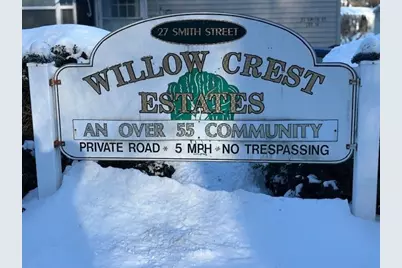 27 SMITH STREET
WILLOW CREST
ESTATES
AN OVER 55 COMMUNITY
PRIVATE ROAD * 5 MPH * NO TRESPASSING